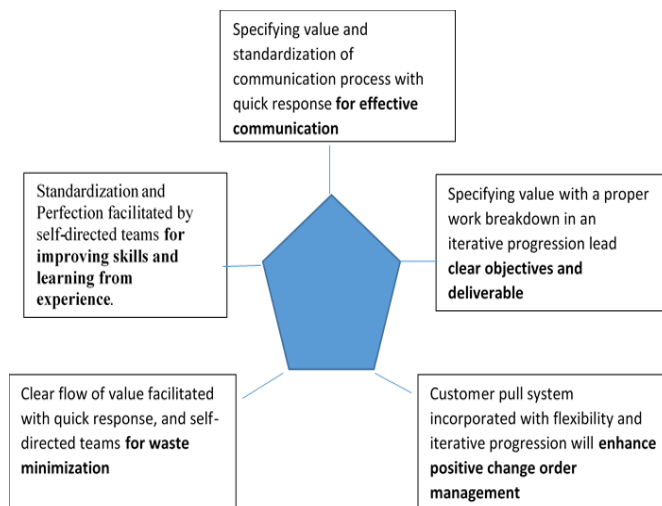 Specifying value and
standardization of
communication process with
quick response for effective
communication
Standardization and
Perfection facilitated by
self-directed teams for
improving skills and
learning from
experience.
Specifying value with a proper
work breakdown in an
iterative progression lead
clear objectives and
deliverable
Clear flow of value facilitated
with quick response, and self-
directed teams for waste
minimization
Customer pull system
incorporated with flexibility and
iterative progression will enhance
positive change order
management